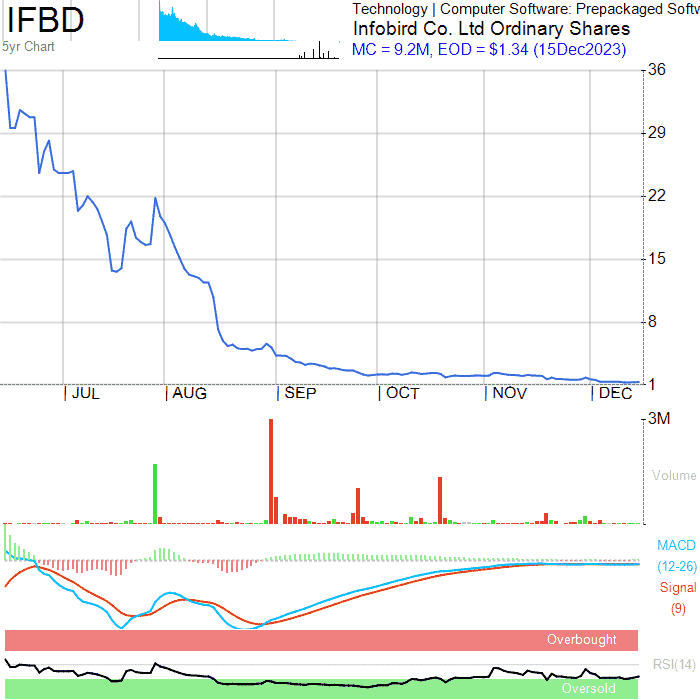 IFBD
5yr Chart
Technology | Computer Software: Prepackaged Softw
Infobird Co. Ltd Ordinary Shares
MC = 9.2M, EOD = $1.34 (15Dec2023)
36
29
22
15
8
1
JUL AUG SEP OCT NOV DEC
3M
Volume
MACD
(12-26)
Signal
(9)
Overbought
RSI(14)
Oversold